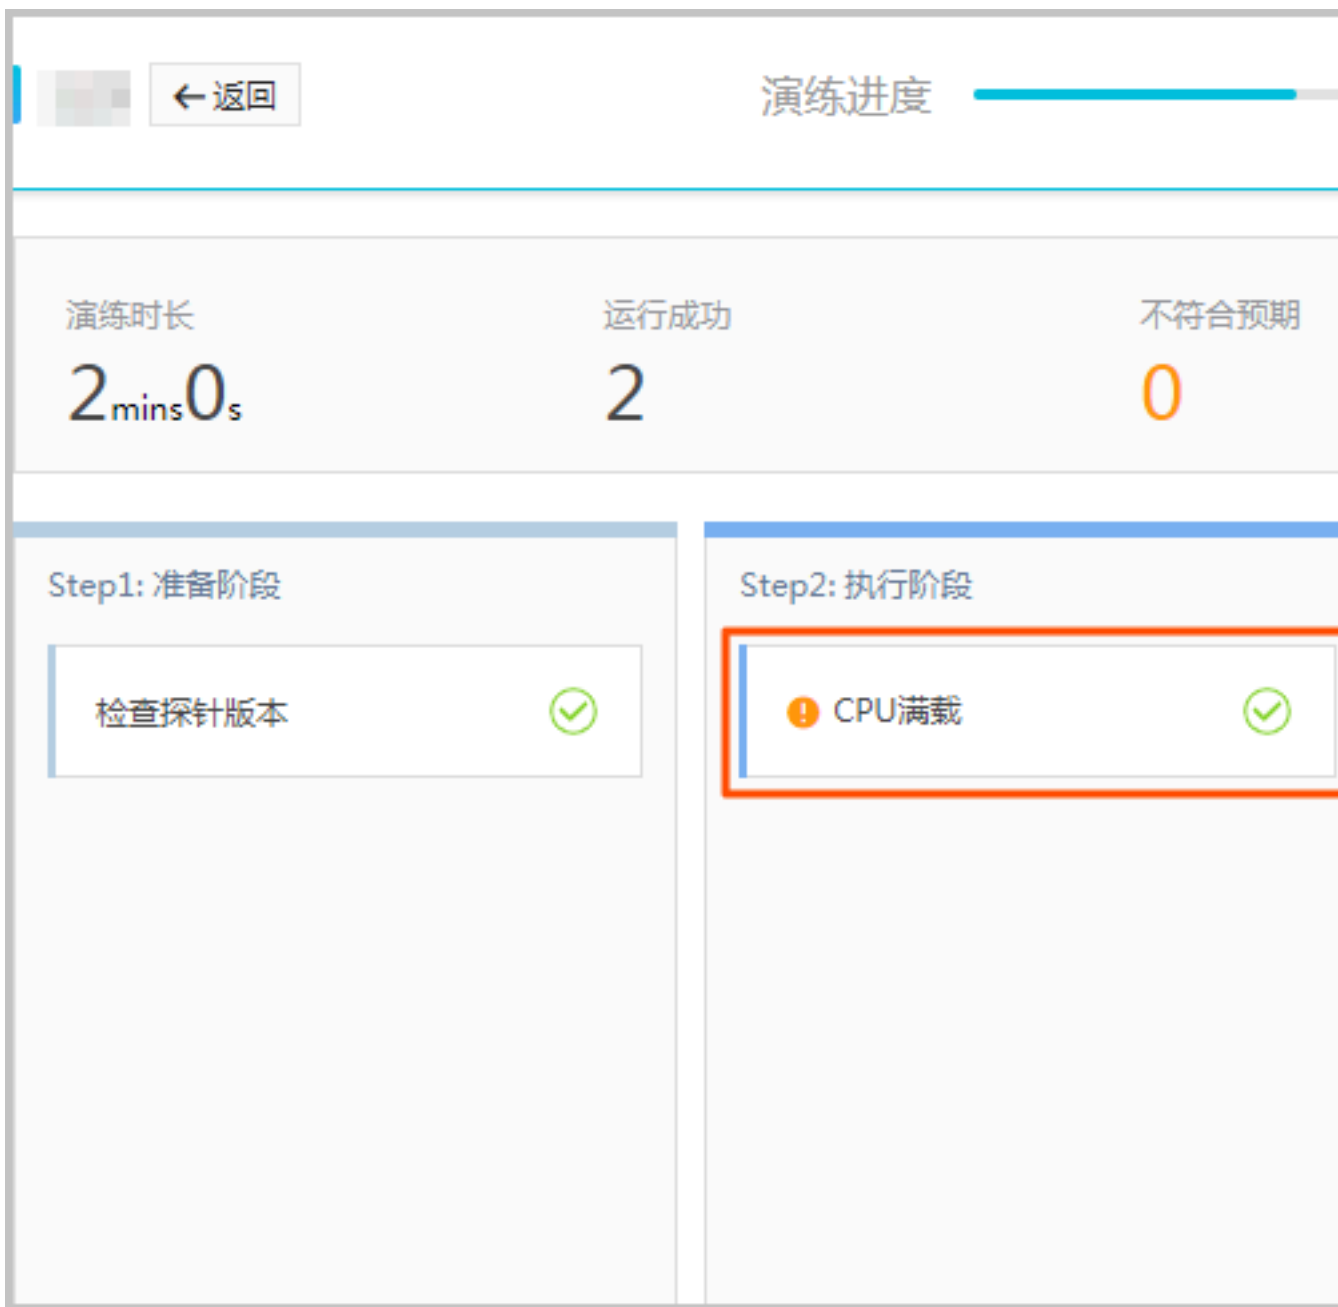 返回
演练进度
演练时长
运行成功
不符合预期
2mins0s
2
0
Step1: 准备阶段
Step2: 执行阶段
检查探针版本
CPU满载